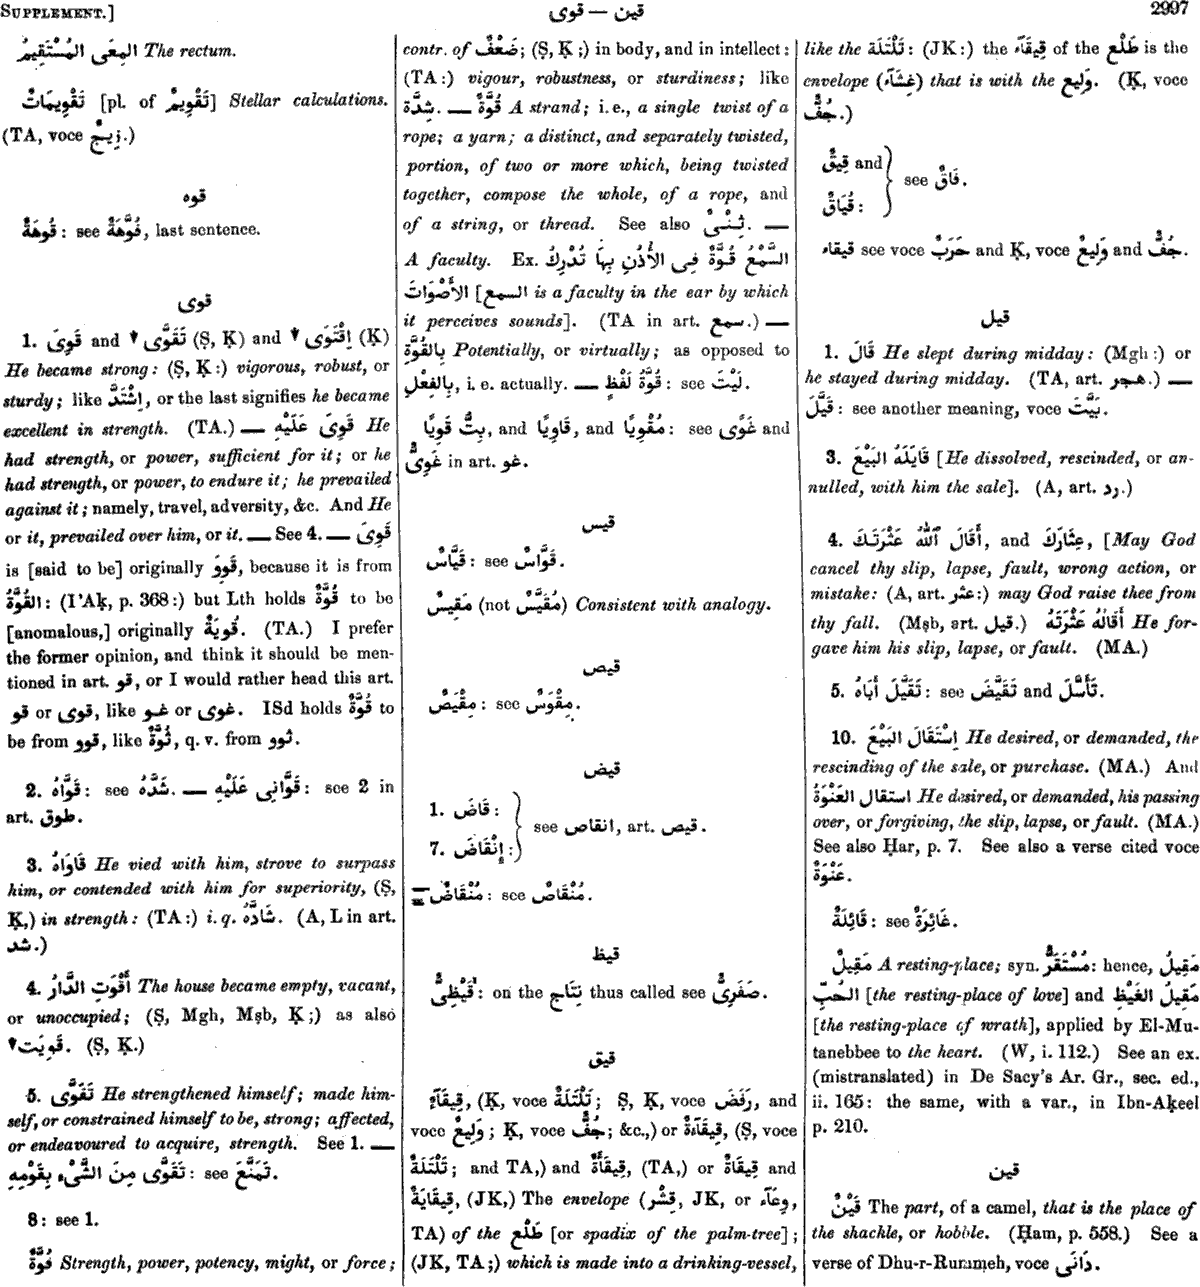 SUPPLEMENT.]
قوى — قين
2997
المِعَى المُسْتَقِيمُ The rectum.
تَقْوِيمَاتٌ [pl. of تَقْوِيمٌ] Stellar calculations.
(TA, voce زِيجٌ.)
قوه
قُوهَةٌ : see فُوَّهَةٌ, last sentence.
قوى
1. قَوِىَ and ↓ تَقَوَّى (Ṣ, Ḳ) and ↓ اِقْتَوَى (Ḳ)
He became strong: (Ṣ, Ḳ:) vigorous, robust, or
sturdy; like اِشْتَدَّ, or the last signifies he became
excellent in strength. (TA.) — قَوِىَ عَلَيْهِ He
had strength, or power, sufficient for it; or he
had strength, or power, to endure it; he prevailed
against it; namely, travel, adversity, &c. And He
or it, prevailed over him, or it. — See 4. — قَوِىَ
is [said to be] originally قَوِوَ, because it is from
القُوَّةُ: (I’Aḳ, p. 368:) but Lth holds قُوَّةٌ to be
[anomalous,] originally قُويَةٌ. (TA.) I prefer
the former opinion, and think it should be men-
tioned in art. قو, or I would rather head this art.
قو or قوى, like غو or غوى. ISd holds قُوَّةٌ to
be from قوو, like ثُوَّةٌ, q. v. from ثوو.
2. قَوَّاهُ: see شَدَّهُ. — قَوَّانِى عَلَيْهِ: see 2 in
art. طوق.
3. قَاوَاهُ He vied with him, strove to surpass
him, or contended with him for superiority, (Ṣ,
Ḳ,) in strength: (TA:) i. q. شَادَّهُ. (A, L in art.
شد.)
4. أَقْوَتِ الدَّارُ The house became empty, vacant,
or unoccupied; (Ṣ, Mgh, Mṣb, Ḳ;) as also
↓ قَوِيَت. (Ṣ, Ḳ.)
5. تَقَوَّى He strengthened himself; made him-
self, or constrained himself to be, strong; affected,
or endeavoured to acquire, strength. See 1. —
تَقَوَّى مِنَ الشَّىْءِ بِقَوْمِهِ: see تَمَنَّعَ.
8: see 1.
قُوَّةٌ Strength, power, potency, might, or force;
contr. of ضَعْفٌ; (Ṣ, Ḳ;) in body, and in intellect:
(TA:) vigour, robustness, or sturdiness; like
شِدَّة. — قُوَّةٌ A strand; i. e., a single twist of a
rope; a yarn; a distinct, and separately twisted,
portion, of two or more which, being twisted
together, compose the whole, of a rope, and
of a string, or thread. See also ثِنْىٌ. —
A faculty. Ex. السَّمْعُ قُوَّةٌ فِى الأُذُنِ بِهَا تُدْرِكُ
الأَصْوَاتَ [السمع is a faculty in the ear by which
it perceives sounds]. (TA in art. سمع.) —
بِالقُوَّةِ Potentially, or virtually; as opposed to
بِالفِعْلِ, i. e. actually. — قُوَّةُ لَفْظٍ: see لَيْتَ.
بِتُّ قَوِيًّا, and قَاوِيًا, and مُقْوِيًا: see غَوًى and
غَوِىٌّ in art. غو.
قيس
قَيَّاسٌ: see قَوَّاسٌ.
مَقِيسٌ (not مُقَيَّسٌ) Consistent with analogy.
قيص
مِقْيَصٌ: see مِقْوَسٌ.
قيض
1. قَاضَ:
7. إِنْقَاضَ:
see انقاص, art. قيص.
= مُنْقَاضٌ: see مُنْقَاصٌ.
قيظ
قَيْظِىٌّ: on the نِتَاج thus called see صَفَرِىٌّ.
قيق
قِيقَآءٌ, (Ḳ, voce تَلْتَلَةٌ; Ṣ, Ḳ, voce رَفَضَ, and
voce وَلِيعٌ; Ḳ, voce جُفٌّ; &c.,) or قِيقَآءَةٌ, (Ṣ, voce
تَلْتَلَةٌ; and TA,) and قِيقَأَةٌ, (TA,) or قِيقَاةٌ and
قِيقَايَةٌ, (JK,) The envelope (قِشْر, JK, or وِعَآء,
TA) of the طَلْع [or spadix of the palm-tree];
(JK, TA;) which is made into a drinking-vessel,
like the تَلْتَلَة: (JK:) the قِيقَآء of the طَلْع is the
envelope (غِشَآء) that is with the وَلِيع. (Ḳ, voce
جُفٌّ.)
قِيقٌ and
قُيَاقٌ:
see قَاقٌ.
قيقاء see voce حَرَبٌ and Ḳ, voce وَلِيعٌ and جُفٌّ.
قيل
1. قَالَ He slept during midday: (Mgh:) or
he stayed during midday. (TA, art. هجر.) —
قَيَّلَ: see another meaning, voce بَيَّتَ.
3. قَايَلَهُ البَيْعَ [He dissolved, rescinded, or an-
nulled, with him the sale]. (A, art. رد.)
4. أَقَالَ ٱللّٰهُ عَثْرَتَكَ, and عِثَارَكَ, [May God
cancel thy slip, lapse, fault, wrong action, or
mistake: (A, art. عثر:) may God raise thee from
thy fall. (Mṣb, art. قيل.) أَقَالَهُ عَثْرَتَهُ He for-
gave him his slip, lapse, or fault. (MA.)
5. تَقَيَّلَ أَبَاهُ: see تَقَيَّضَ and تَأَسَّلَ.
10. اِسْتَقَالَ البَيْعَ He desired, or demanded, the
rescinding of the sale, or purchase. (MA.) And
استقال العَنْوَةُ He desired, or demanded, his passing
over, or forgiving, the slip, lapse, or fault. (MA.)
See also Ḥar, p. 7. See also a verse cited voce
عَنْوَةٌ.
قَائِلَةٌ: see غَائِرَةٌ.
مَقِيلٌ A resting-place; syn. مُسْتَقَرٌّ: hence, مَقِيلُ
الحُبِّ [the resting-place of love] and مَقِيلُ الغَيْظِ
[the resting-place of wrath], applied by El-Mu-
tanebbee to the heart. (W, i. 112.) See an ex.
(mistranslated) in De Sacy’s Ar. Gr., sec. ed.,
ii. 165: the same, with a var., in Ibn-Aḳeel
p. 210.
قين
قَيْنٌ The part, of a camel, that is the place of
the shackle, or hobble. (Ḥam, p. 558.) See a
verse of Dhu-r-Rummeh, voce دَانَى.